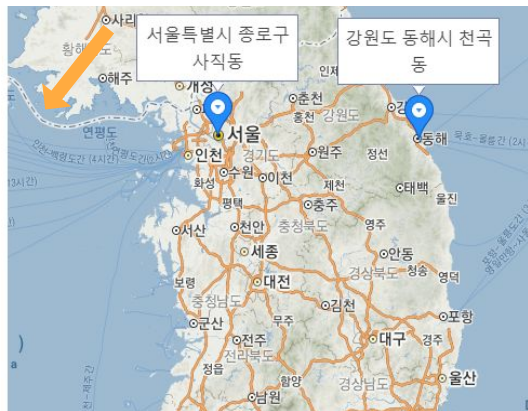 사리
서울특별시 종로구
사직동
강원도 동해시 천곡
동
황해
해주
개성
인제
춘천
강원도
홍천
연평도
서울
동해
인천
경기도
원주
정선
수원
이천
화성
제천
태백
울진
평택
충주
서산
천안
충청북도
영주
세종
안동
보령
경상북도
청송
영덕
대전
충청남도
김천
포항
군산
무주
전주
대구
경주
전라북도
정읍
함양
경상남도
울산
남원